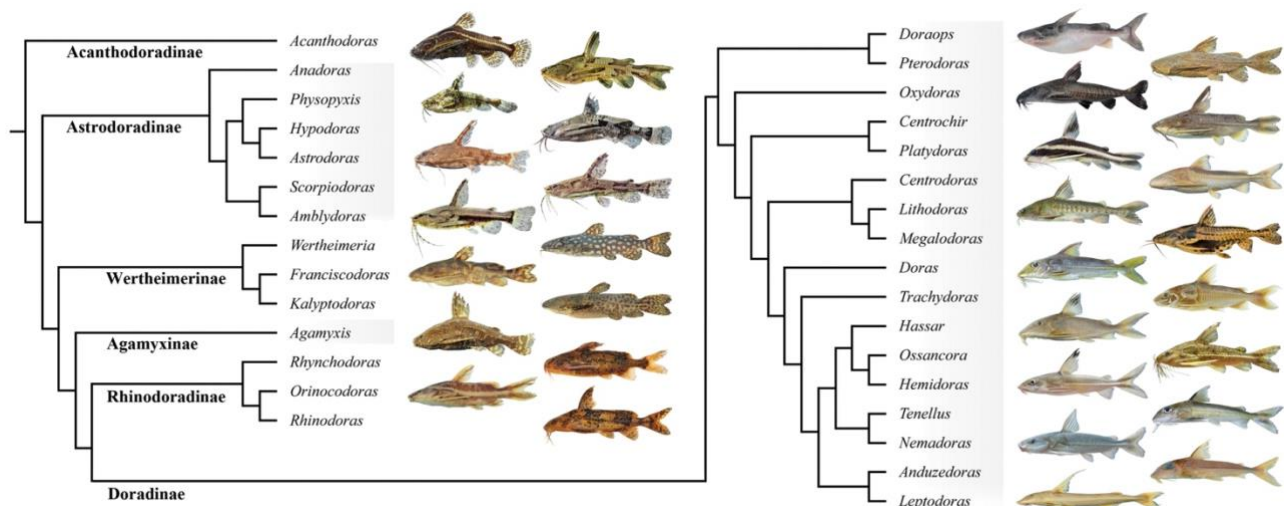 Acanthodoradinae
Acanthodoras
Anadoras
Physopyxis
Astrodoradinae
Hypodoras
Astrodoras
Scorpiodoras
Amblydoras
Wertheimeria
Wertheimerinae
Franciscodoras
Kalyptodoras
Agamyxis
Agamyxinae
Rhynchodoras
Rhinodoradinae
Orinocodoras
Rhinodoras
Doradinae
Doraops
Pterodoras
Oxydoras
Centrochir
Platydoras
Centrodoras
Lithodoras
Megalodoras
Doras
Trachydoras
Hassar
Ossancora
Hemidoras
Tenellus
Nemadoras
Anduzedoras
Leptodoras